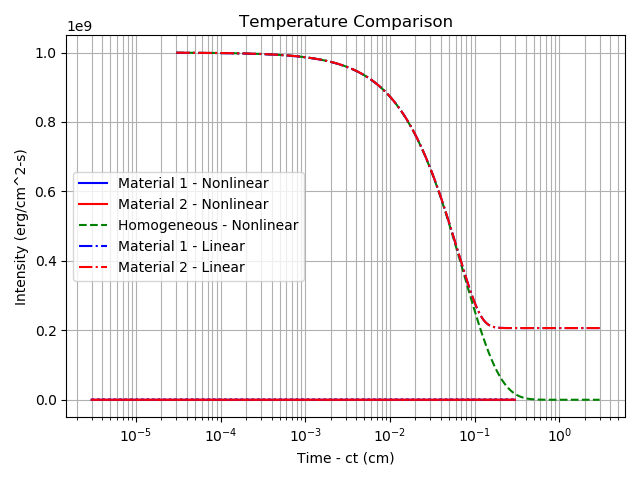 Temperature Comparison
1e9
1.0
0.8
0.6
0.4
0.2
0.0
Intensity (erg/cm^2-s)
Material 1 - Nonlinear
Material 2 - Nonlinear
Homogeneous - Nonlinear
Material 1 - Linear
Material 2 - Linear
10⁻⁵ 10⁻⁴ 10⁻³ 10⁻² 10⁻¹ 10⁰
Time - ct (cm)